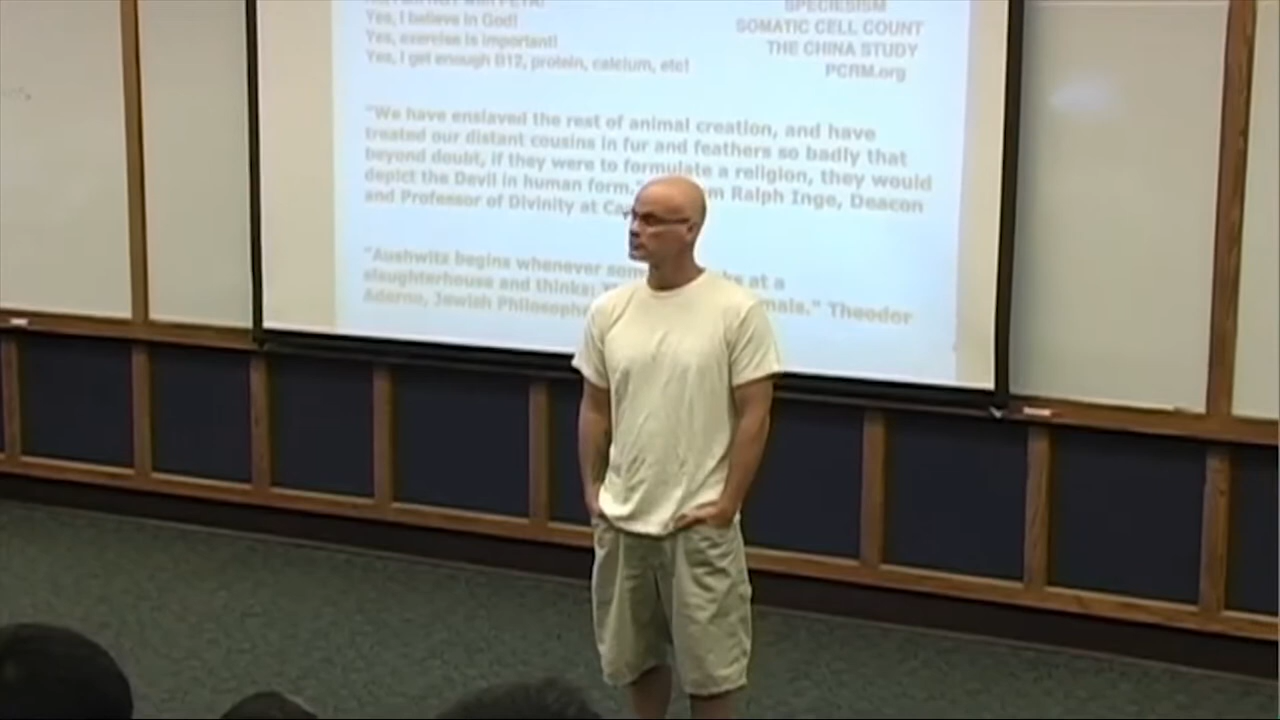 Yes, I believe in God!
Yes, exercise is important!
Yes, I get enough B12, protein, calcium, etc!
SPECIESISM
SOMATIC CELL COUNT
THE CHINA STUDY
PCRM.org
"We have enslaved the rest of animal creation, and have
treated our distant cousins in fur and feathers so badly that
beyond doubt, if they were to formulate a religion, they would
depict the Devil in human form. m Ralph Inge, Deacon
and Professor of Divinity at Ca
"Aushwitz begins whenever som ks at a
slaughterhouse and thinks: mals." Theodor
Adorno, Jewish Philosophe